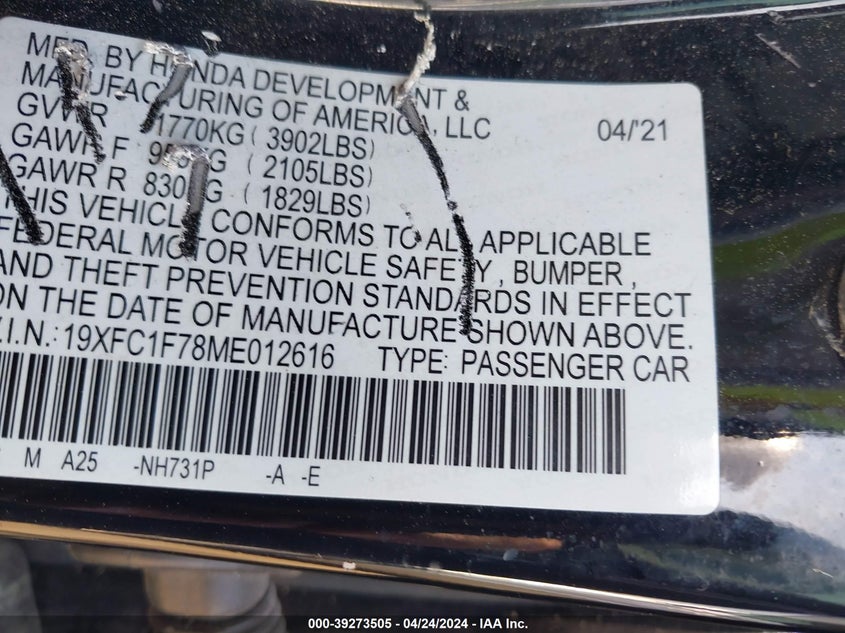 MFD. BY HONDA DEVELOPMENT &
MANUFACTURING OF AMERICA, LLC 04/'21
GVWR 1770KG ( 3902LBS)
GAWR F ( 2105LBS)
GAWR R 830KG ( 1829LBS)
THIS VEHICLE CONFORMS TO ALL APPLICABLE
FEDERAL MOTOR VEHICLE SAFETY , BUMPER ,
AND THEFT PREVENTION STANDARDS IN EFFECT
ON THE DATE OF MANUFACTURE SHOWN ABOVE.
V.I.N.: 19XFC1F78ME012616 TYPE: PASSENGER CAR
M A25 -NH731P -A -E
000-39273505 - 04/24/2024 - IAA Inc.